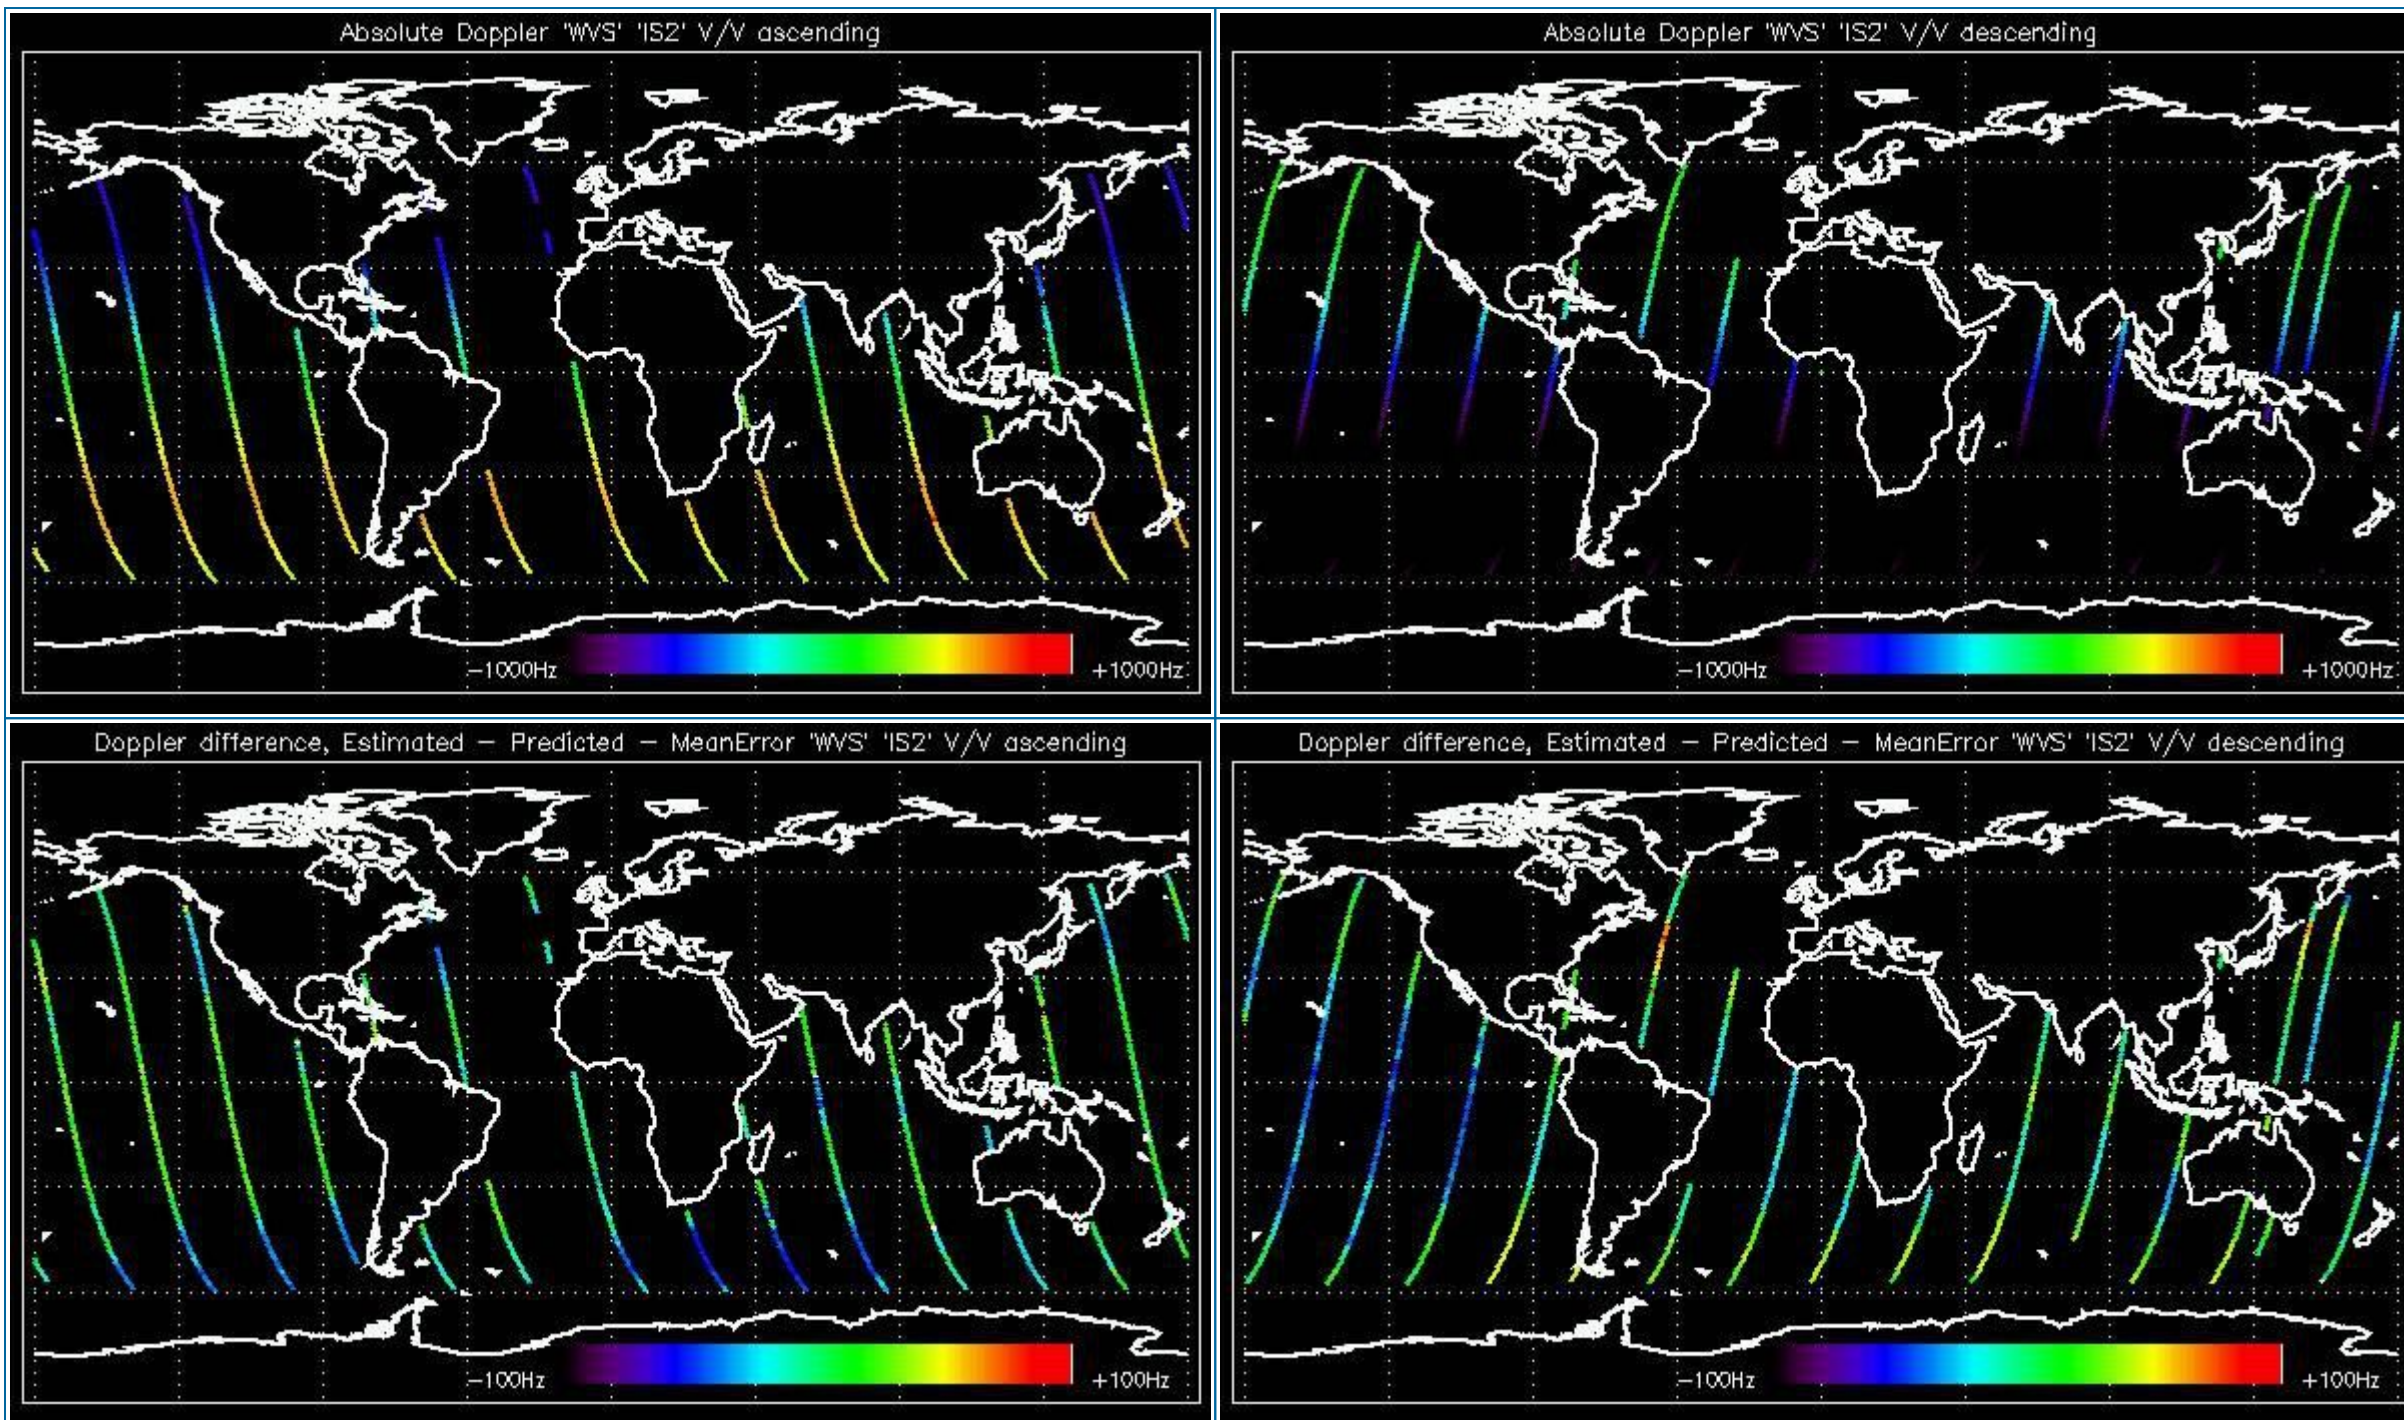 Absolute Doppler 'WVS' 'IS2' V/V ascending
-1000Hz
+1000Hz
Absolute Doppler 'WVS' 'IS2' V/V descending
-1000Hz
+1000Hz
Doppler difference, Estimated - Predicted - MeanError 'WVS' 'IS2' V/V ascending
-100Hz
+100Hz
Doppler difference, Estimated - Predicted - MeanError 'WVS' 'IS2' V/V descending
-100Hz
+100Hz